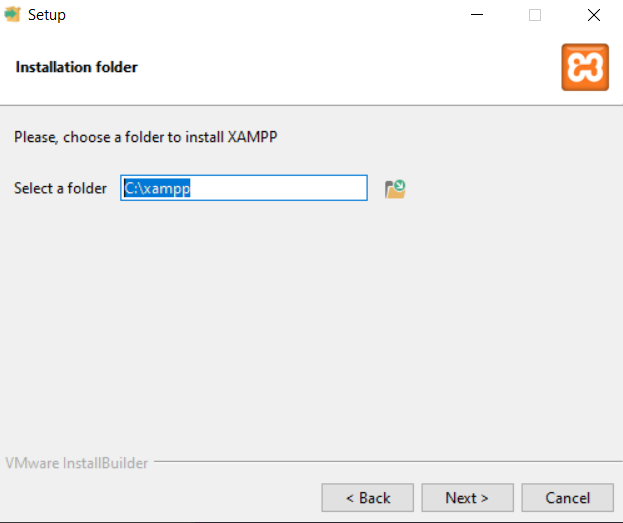 Setup
Installation folder
Please, choose a folder to install XAMPP
Select a folder C:\xampp
VMware InstallBuilder
< Back Next > Cancel